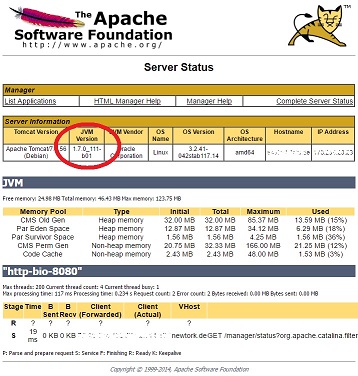 The Apache
Software Foundation
http://www.apache.org/
Server Status
Manager
List Applications HTML Manager Help Manager Help Complete Server Status
Server Information
Tomcat Version JVM Version JVM Vendor OS Name OS Version OS Architecture Hostname IP Address
Apache Tomcat/7. 56 (Debian) 1.7.0_111-b01 Oracle Corporation Linux 3.2.41-042stab117.14 amd64
JVM
Free memory: 24.98 MB Total memory: 46.43 MB Max memory: 123.75 MB
Memory Pool Type Initial Total Maximum Used
CMS Old Gen Heap memory 32.00 MB 32.00 MB 85.37 MB 13.59 MB (15%)
Par Eden Space Heap memory 12.87 MB 12.87 MB 34.12 MB 6.29 MB (18%)
Par Survivor Space Heap memory 1.56 MB 1.56 MB 4.25 MB 1.56 MB (36%)
CMS Perm Gen Non-heap memory 20.75 MB 32.33 MB 166.00 MB 21.25 MB (12%)
Code Cache Non-heap memory 2.43 MB 2.43 MB 48.00 MB 1.53 MB (3%)
"http-bio-8080"
Max threads: 200 Current thread count: 4 Current thread busy: 1
Max processing time: 117 ms Processing time: 0.234 s Request count: 2 Error count: 2 Bytes received: 0.00 MB Bytes sent: 0.00 MB
Stage Time B Sent B Recv Client (Forwarded) Client (Actual) VHost
R ? ? ? ? ? ?
S 19 ms 0 KB 0 KB newtork.de GET /manager/status?org.apache.catalina.filter
P: Parse and prepare request S: Service F: Finishing R: Ready K: Keepalive
Copyright © 1999-2014, Apache Software Foundation